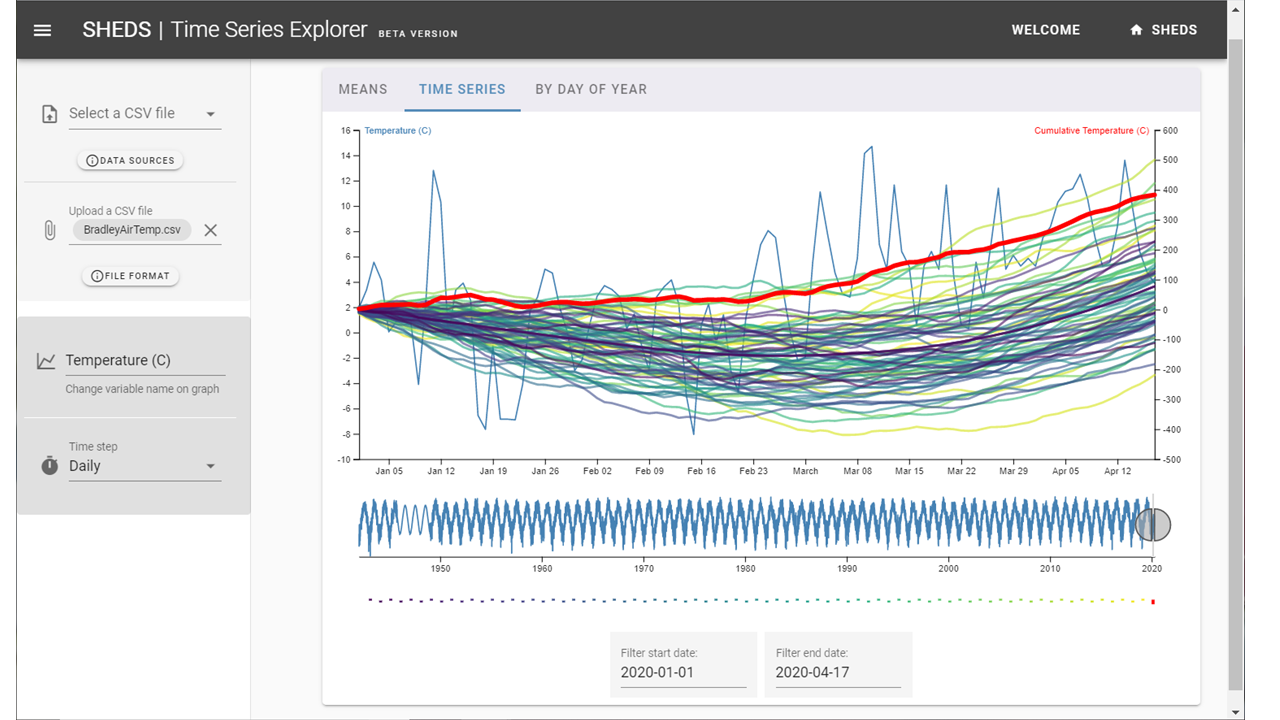 SHEDS | Time Series Explorer BETA VERSION
WELCOME
SHEDS
Select a CSV file
DATA SOURCES
Upload a CSV file
BradleyAirTemp.csv
FILE FORMAT
Temperature (C)
Change variable name on graph
Time step
Daily
MEANS
TIME SERIES
BY DAY OF YEAR
Temperature (C)
Cumulative Temperature (C)
16
14
12
10
8
6
4
2
0
-2
-4
-6
-8
-10
600
500
400
300
200
100
0
-100
-200
-300
-400
-500
Jan 05 Jan 12 Jan 19 Jan 26 Feb 02 Feb 09 Feb 16 Feb 23 March Mar 08 Mar 15 Mar 22 Mar 29 Apr 05 Apr 12
1950 1960 1970 1980 1990 2000 2010 2020
Filter start date:
2020-01-01
Filter end date:
2020-04-17